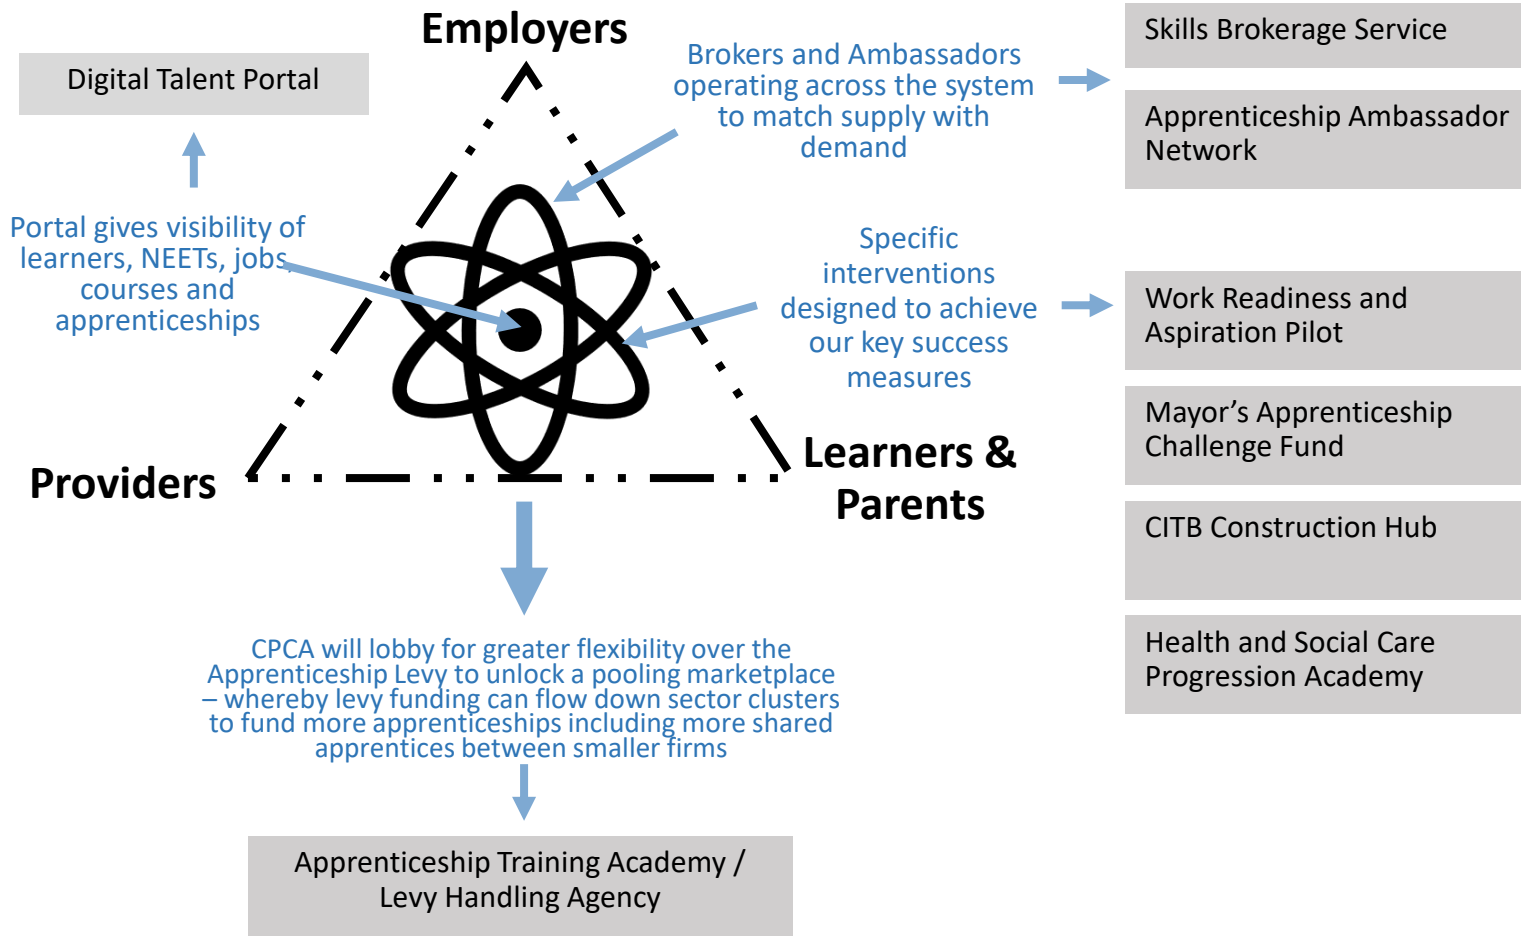 Employers
Digital Talent Portal
Portal gives visibility of
learners, NEETs, jobs,
courses and
apprenticeships
Brokers and Ambassadors
operating across the system
to match supply with
demand
Skills Brokerage Service
Apprenticeship Ambassador
Network
Specific
interventions
designed to achieve
our key success
measures
Work Readiness and
Aspiration Pilot
Mayor’s Apprenticeship
Challenge Fund
CITB Construction Hub
Health and Social Care
Progression Academy
Providers
Learners &
Parents
CPCA will lobby for greater flexibility over the
Apprenticeship Levy to unlock a pooling marketplace
– whereby levy funding can flow down sector clusters
to fund more apprenticeships including more shared
apprentices between smaller firms
Apprenticeship Training Academy /
Levy Handling Agency